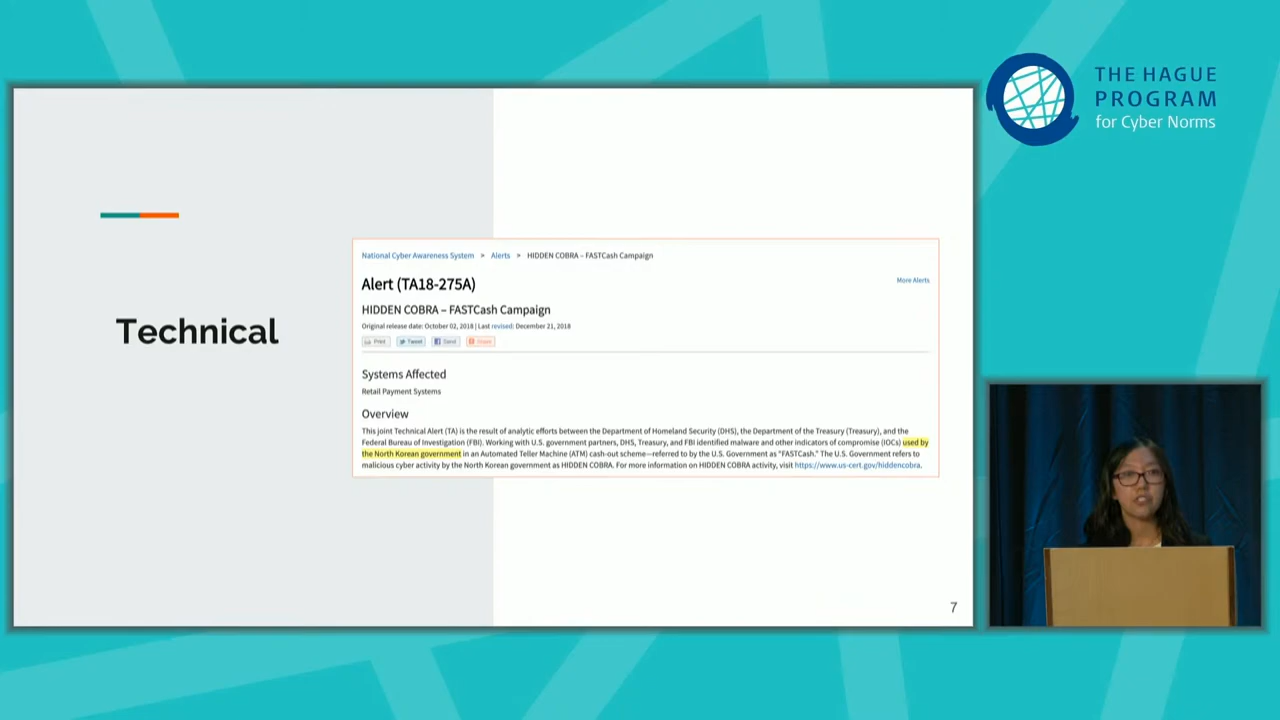 THE HAGUE
PROGRAM
for Cyber Norms
Technical
National Cyber Awareness System > Alerts > HIDDEN COBRA – FASTCash Campaign
Alert (TA18-275A)
More Alerts
HIDDEN COBRA – FASTCash Campaign
Original release date: October 02, 2018 | Last revised: December 21, 2018
Print Tweet Send Share
Systems Affected
Retail Payment Systems
Overview
This joint Technical Alert (TA) is the result of analytic efforts between the Department of Homeland Security (DHS), the Department of the Treasury (Treasury), and the
Federal Bureau of Investigation (FBI). Working with U.S. government partners, DHS, Treasury, and FBI identified malware and other indicators of compromise (IOCs) used by
the North Korean government in an Automated Teller Machine (ATM) cash-out scheme—referred to by the U.S. Government as "FASTCash." The U.S. Government refers to
malicious cyber activity by the North Korean government as HIDDEN COBRA. For more information on HIDDEN COBRA activity, visit https://www.us-cert.gov/hiddencobra.
7